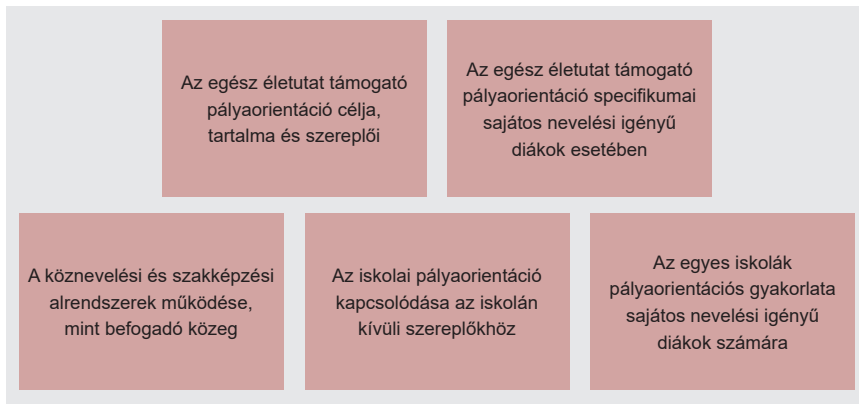 Az egész életutat támogató
pályaorientáció célja,
tartalma és szereplői
Az egész életutat támogató
pályaorientáció specifikumai
sajátos nevelési igényű
diákok esetében
A köznevelési és szakképzési
alrendszerek működése,
mint befogadó közeg
Az iskolai pályaorientáció
kapcsolódása az iskolán
kívüli szereplőkhöz
Az egyes iskolák
pályaorientációs gyakorlata
sajátos nevelési igényű
diákok számára